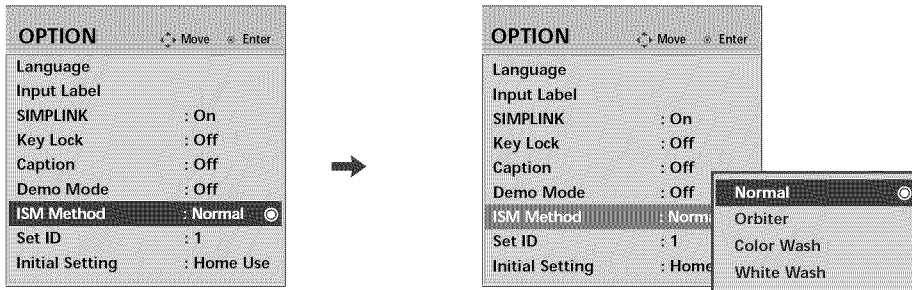 OPTION Move Enter
Language
Input Label
SIMPLINK : On
Key Lock : Off
Caption : Off
Demo Mode : Off
ISM Method : Normal
Set ID : 1
Initial Setting : Home Use
OPTION Move Enter
Language
Input Label
SIMPLINK : On
Key Lock : Off
Caption : Off
Demo Mode : Off
ISM Method : Norma
Set ID : 1
Initial Setting : Home
Normal
Orbiter
Color Wash
White Wash